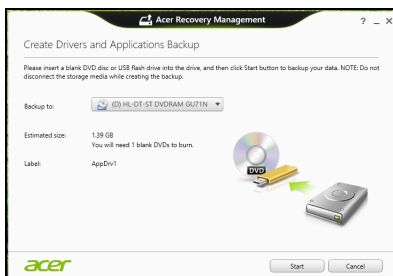 Acer Recovery Management
? _ X
Create Drivers and Applications Backup
Please insert a blank DVD disc or USB flash drive into the drive, and then click Start button to backup your data. NOTE: Do not
disconnect the storage media while creating the backup.
Backup to:
(D) HL-DT-ST DVDRAM GU71N
Estimated size:
1.39 GB
You will need 1 blank DVDs to burn.
Label:
AppDrv1
DVD
acer
Start
Cancel